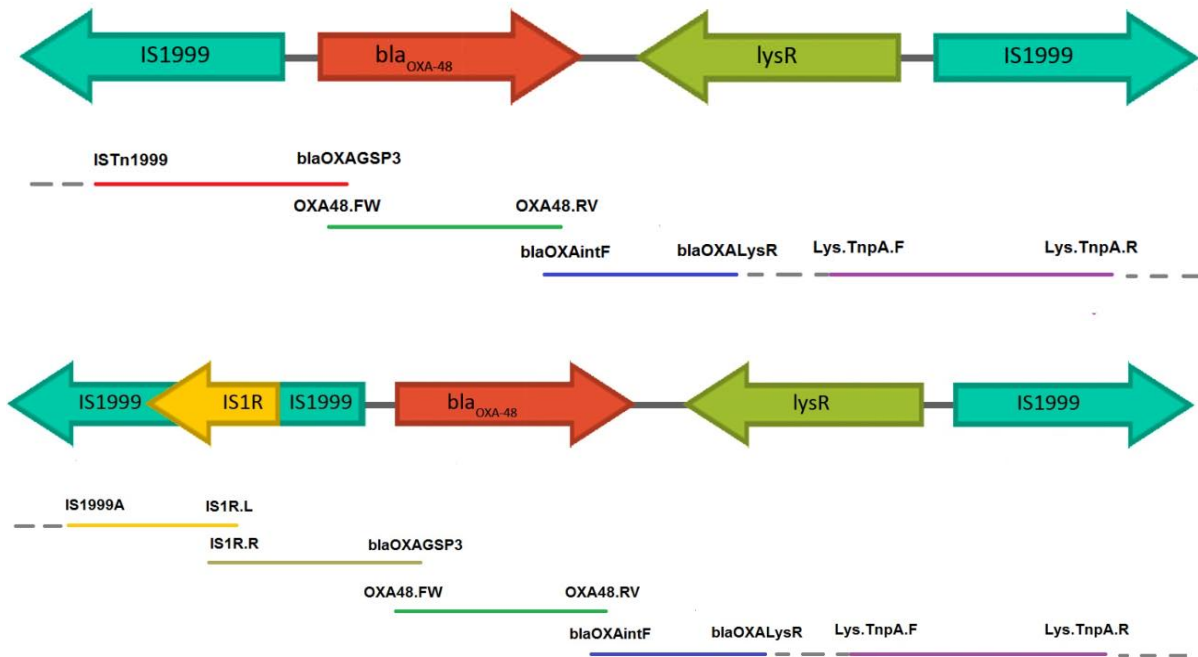 IS1999 bla OXA-48 lysR IS1999
ISTn1999 blaOXAGSP3
OXA48.FW OXA48.RV
blaOXAintF blaOXALysR Lys.TnpA.F Lys.TnpA.R
IS1999 IS1R IS1999 bla OXA-48 lysR IS1999
IS1999A IS1R.L
IS1R.R blaOXAGSP3
OXA48.FW OXA48.RV
blaOXAintF blaOXALysR Lys.TnpA.F Lys.TnpA.R